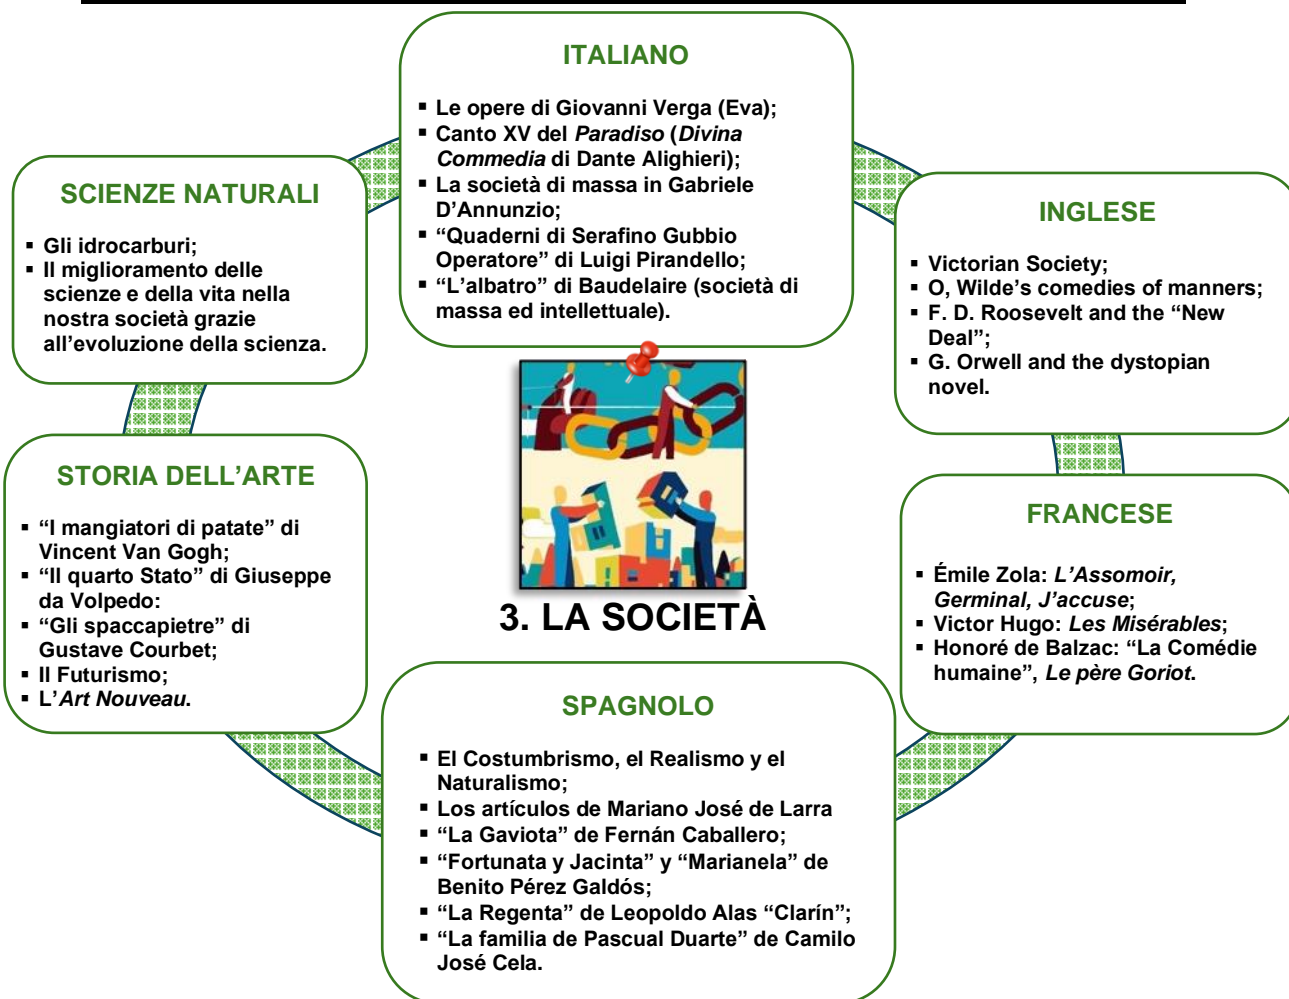 ITALIANO
▪ Le opere di Giovanni Verga (Eva);
▪ Canto XV del Paradiso (Divina
Commedia di Dante Alighieri);
▪ La società di massa in Gabriele
D’Annunzio;
▪ “Quaderni di Serafino Gubbio
Operatore” di Luigi Pirandello;
▪ “L’albatro” di Baudelaire (società di
massa ed intellettuale).
SCIENZE NATURALI
▪ Gli idrocarburi;
▪ Il miglioramento delle
scienze e della vita nella
nostra società grazie
all’evoluzione della scienza.
INGLESE
▪ Victorian Society;
▪ O, Wilde’s comedies of manners;
▪ F. D. Roosevelt and the “New
Deal”;
▪ G. Orwell and the dystopian
novel.
STORIA DELL’ARTE
▪ “I mangiatori di patate” di
Vincent Van Gogh;
▪ “Il quarto Stato” di Giuseppe
da Volpedo:
▪ “Gli spaccapietre” di
Gustave Courbet;
▪ Il Futurismo;
▪ L’Art Nouveau.
3. LA SOCIETÀ
FRANCESE
▪ Émile Zola: L’Assomoir,
Germinal, J’accuse;
▪ Victor Hugo: Les Misérables;
▪ Honoré de Balzac: “La Comédie
humaine”, Le père Goriot.
SPAGNOLO
▪ El Costumbrismo, el Realismo y el
Naturalismo;
▪ Los artículos de Mariano José de Larra
▪ “La Gaviota” de Fernán Caballero;
▪ “Fortunata y Jacinta” y “Marianela” de
Benito Pérez Galdós;
▪ “La Regenta” de Leopoldo Alas “Clarín”;
▪ “La familia de Pascual Duarte” de Camilo
José Cela.